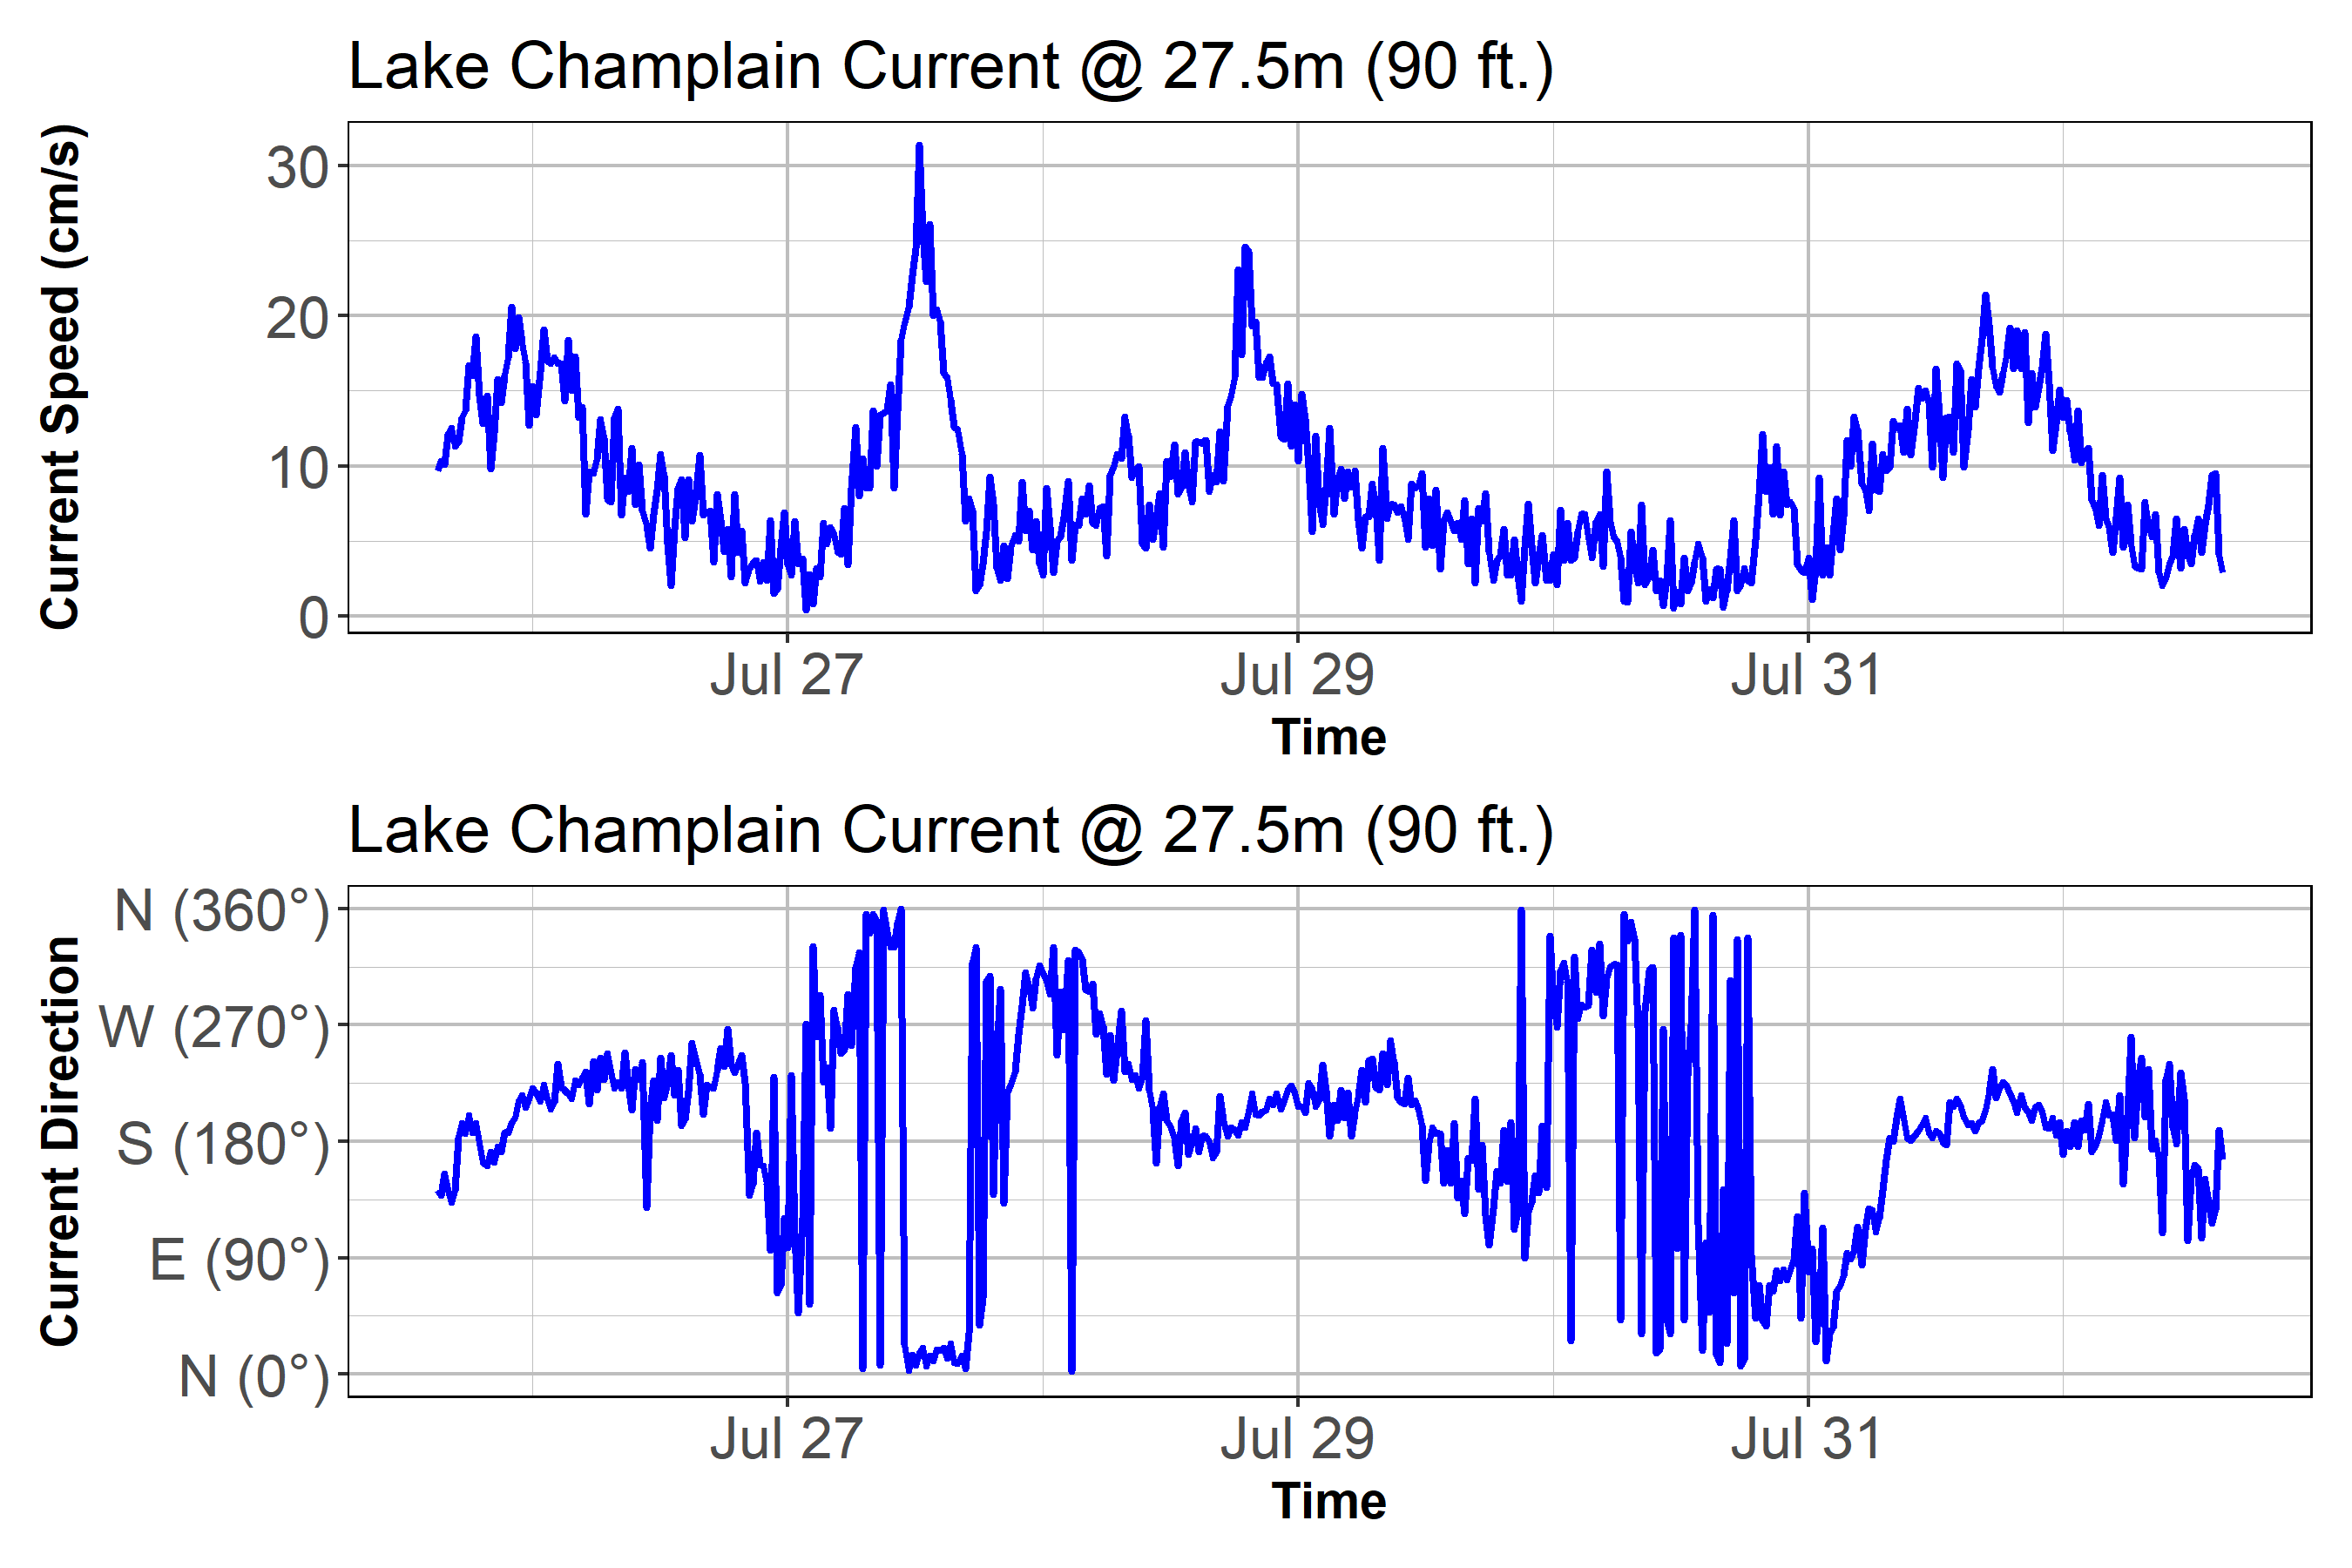 Lake Champlain Current @ 27.5m (90 ft.)
Current Speed (cm/s)
30
20
10
0
Jul 27 Jul 29 Jul 31
Time
Lake Champlain Current @ 27.5m (90 ft.)
Current Direction
N (360°)
W (270°)
S (180°)
E (90°)
N (0°)
Jul 27 Jul 29 Jul 31
Time